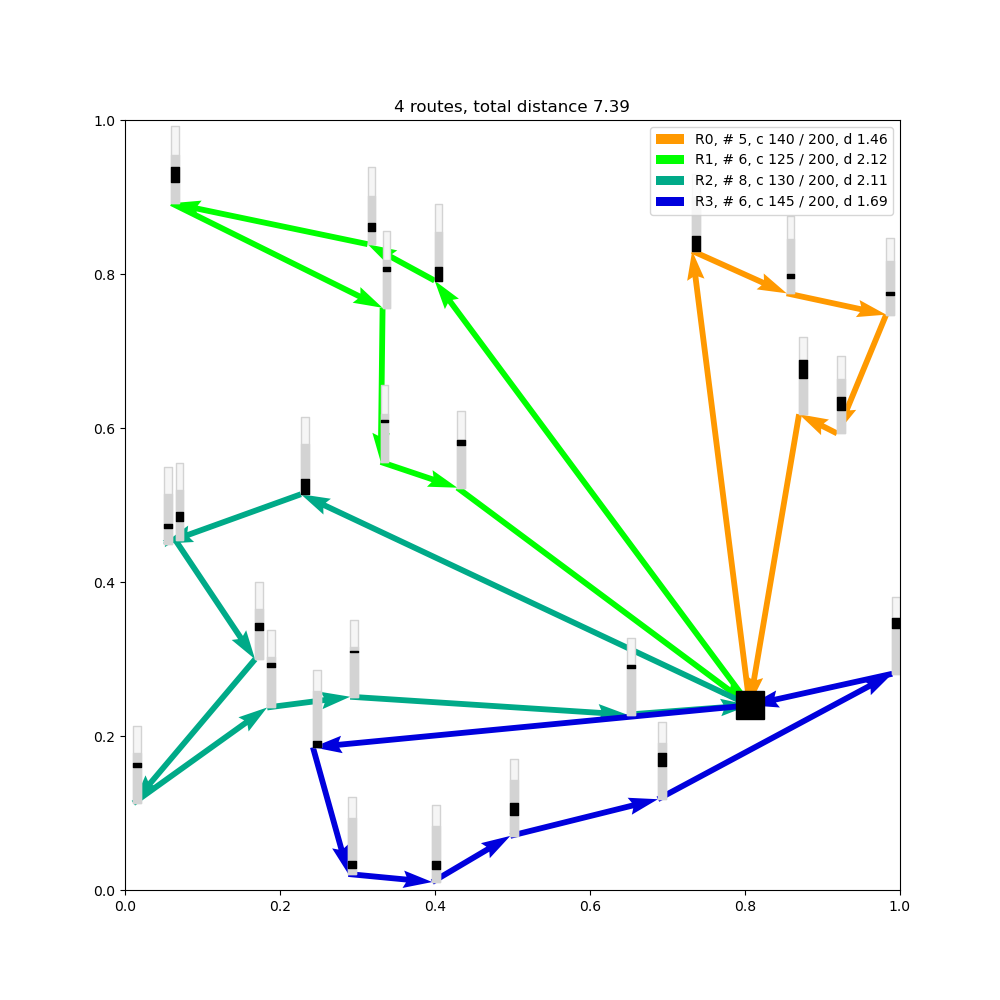 4 routes, total distance 7.39
R0, # 5, c 140 / 200, d 1.46
R1, # 6, c 125 / 200, d 2.12
R2, # 8, c 130 / 200, d 2.11
R3, # 6, c 145 / 200, d 1.69
1.0
0.8
0.6
0.4
0.2
0.0
0.0 0.2 0.4 0.6 0.8 1.0